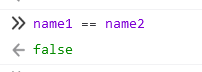 name1 == name2
false